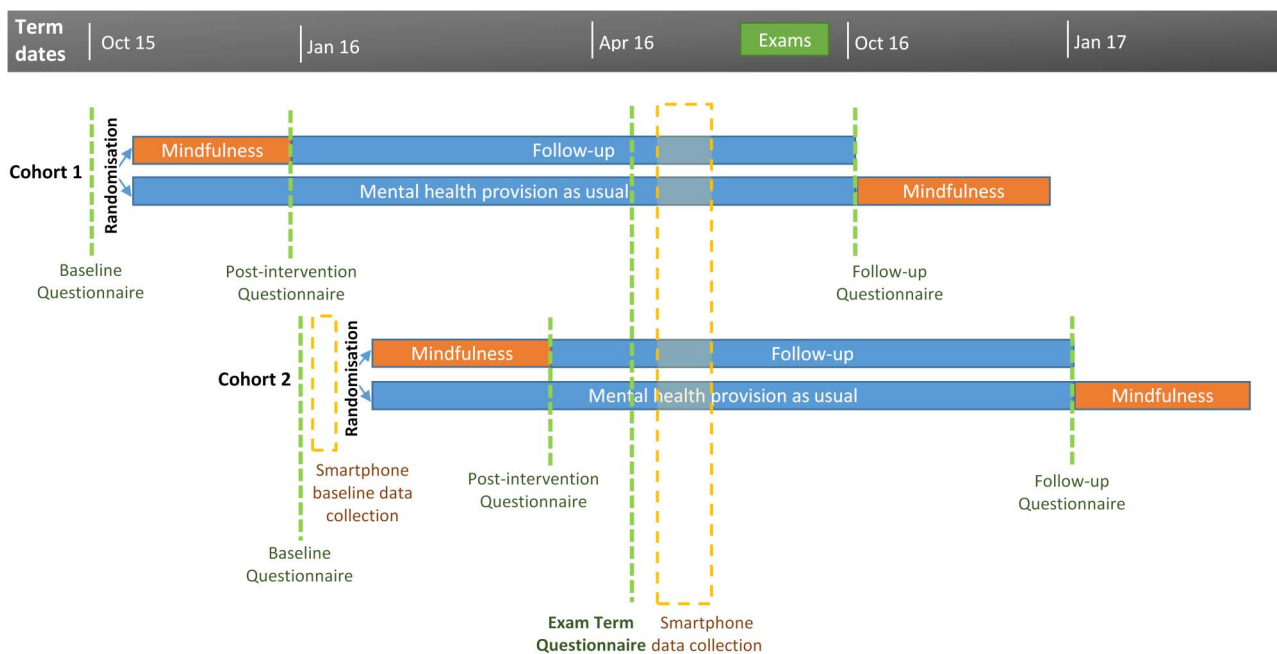 Term
dates
Oct 15
Jan 16
Apr 16
Exams
Oct 16
Jan 17
Cohort 1
Randomisation
Mindfulness
Follow-up
Mental health provision as usual
Mindfulness
Baseline
Questionnaire
Post-intervention
Questionnaire
Follow-up
Questionnaire
Cohort 2
Randomisation
Mindfulness
Follow-up
Mental health provision as usual
Mindfulness
Smartphone
baseline data
collection
Post-intervention
Questionnaire
Follow-up
Questionnaire
Baseline
Questionnaire
Exam Term
Questionnaire
Smartphone
data collection